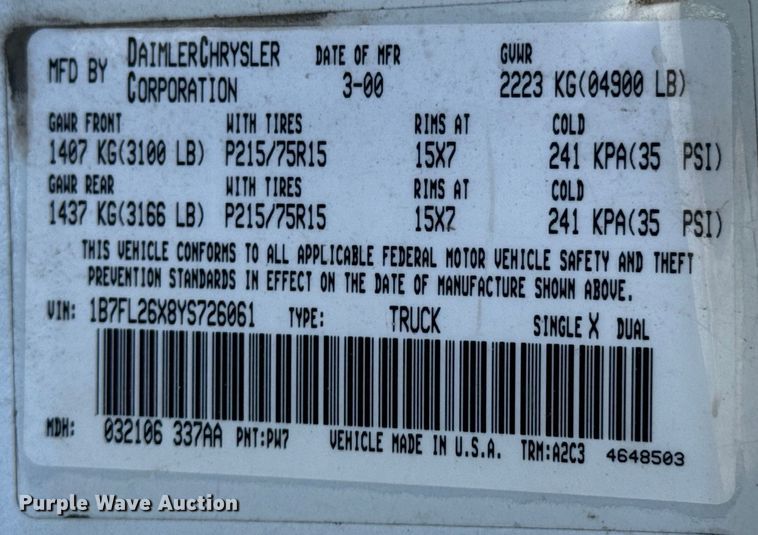 MFD BY DAIMLERCHRYSLER CORPORATION DATE OF MFR 3-00 GVWR 2223 KG(04900 LB)
GAWR FRONT WITH TIRES RIMS AT COLD
1407 KG(3100 LB) P215/75R15 15X7 241 KPA(35 PSI)
GAWR REAR WITH TIRES RIMS AT COLD
1437 KG(3166 LB) P215/75R15 15X7 241 KPA(35 PSI)
THIS VEHICLE CONFORMS TO ALL APPLICABLE FEDERAL MOTOR VEHICLE SAFETY AND THEFT
PREVENTION STANDARDS IN EFFECT ON THE DATE OF MANUFACTURE SHOWN ABOVE.
VIN: 1B7FL26X8YS726061 TYPE: TRUCK SINGLE X DUAL
MDH: 032106 337AA PNT:PW7 VEHICLE MADE IN U.S.A. TRM:A2C3 4648503
Purple Wave Auction